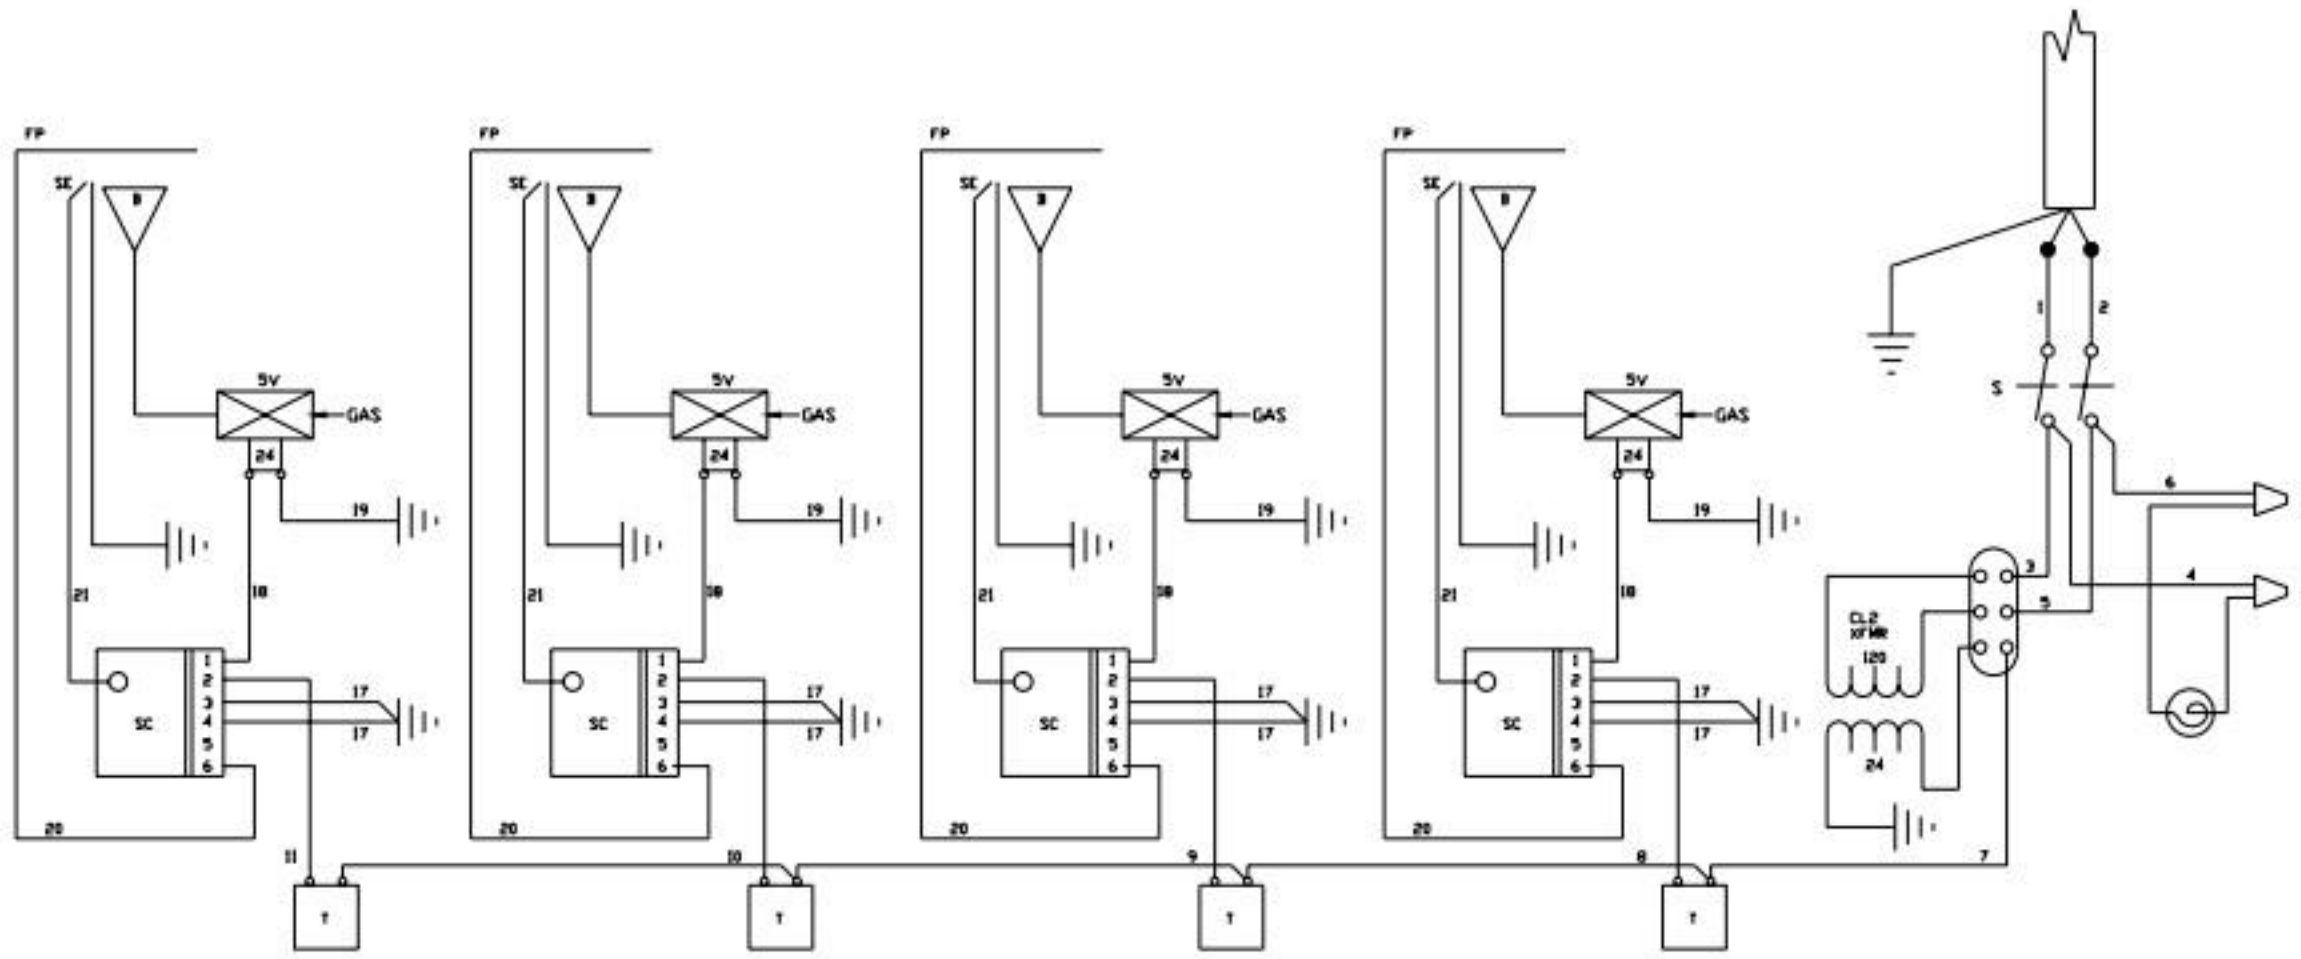 FP FP FP FP
SE B SE B SE B SE B
1 2
5V 5V 5V 5V
S
GAS GAS GAS GAS
24 24 24 24
6
19 19 19 19
3
4
21 18 21 18 21 18 21 18
5
CL2
XFMR
120
1 1 1 1
2 2 2 2
17 17 17 17
3 3 3 3
SC 4 SC 4 SC 4 SC 4
17 17 17 17
5 5 5 5
6 6 6 6
24
20 20 20 20
11 10 9 8 7
T T T T